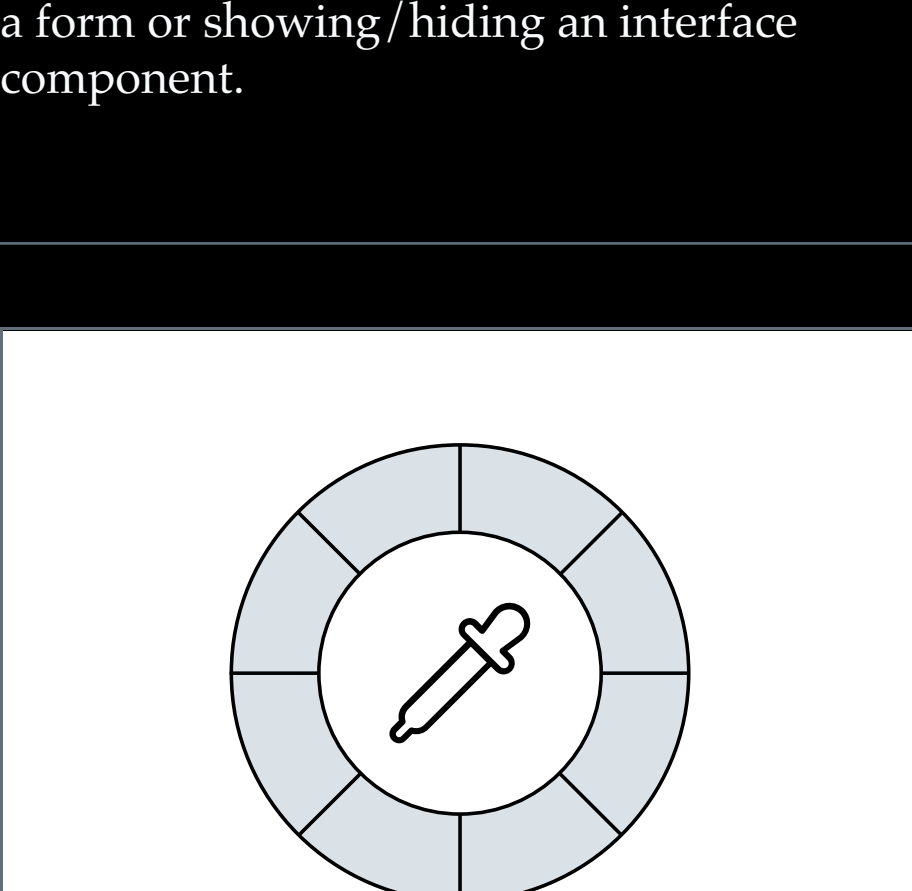 a form or showing/hiding an interface
component.